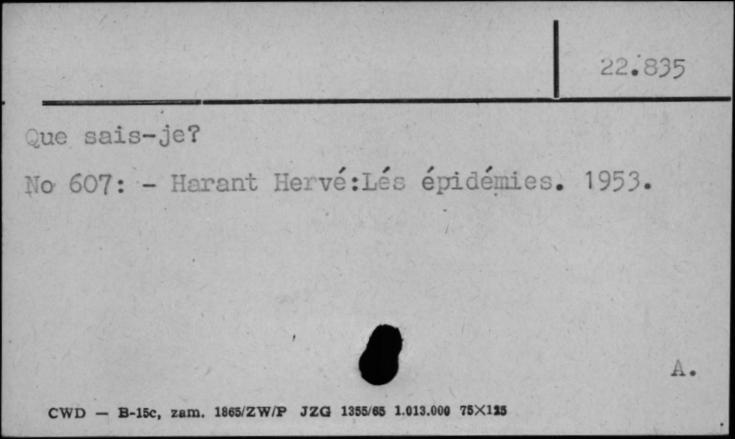 22.835
Que sais-je?
No 607: - Harant Hervé:Lés épidémies. 1953.
A.
CWD — B-15c, zam. 1865/ZW/P JZG 1355/65 1.013.000 75X125